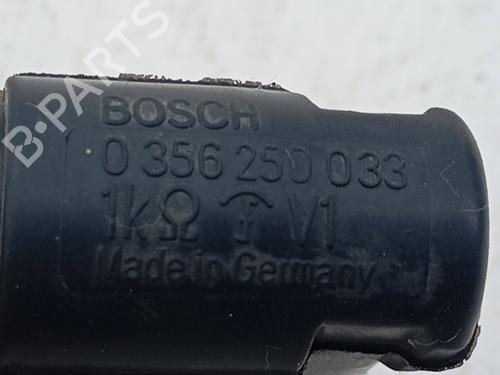 B-PARTS
BOSCH
0 356 250 033
1kΩ V1
Made in Germany